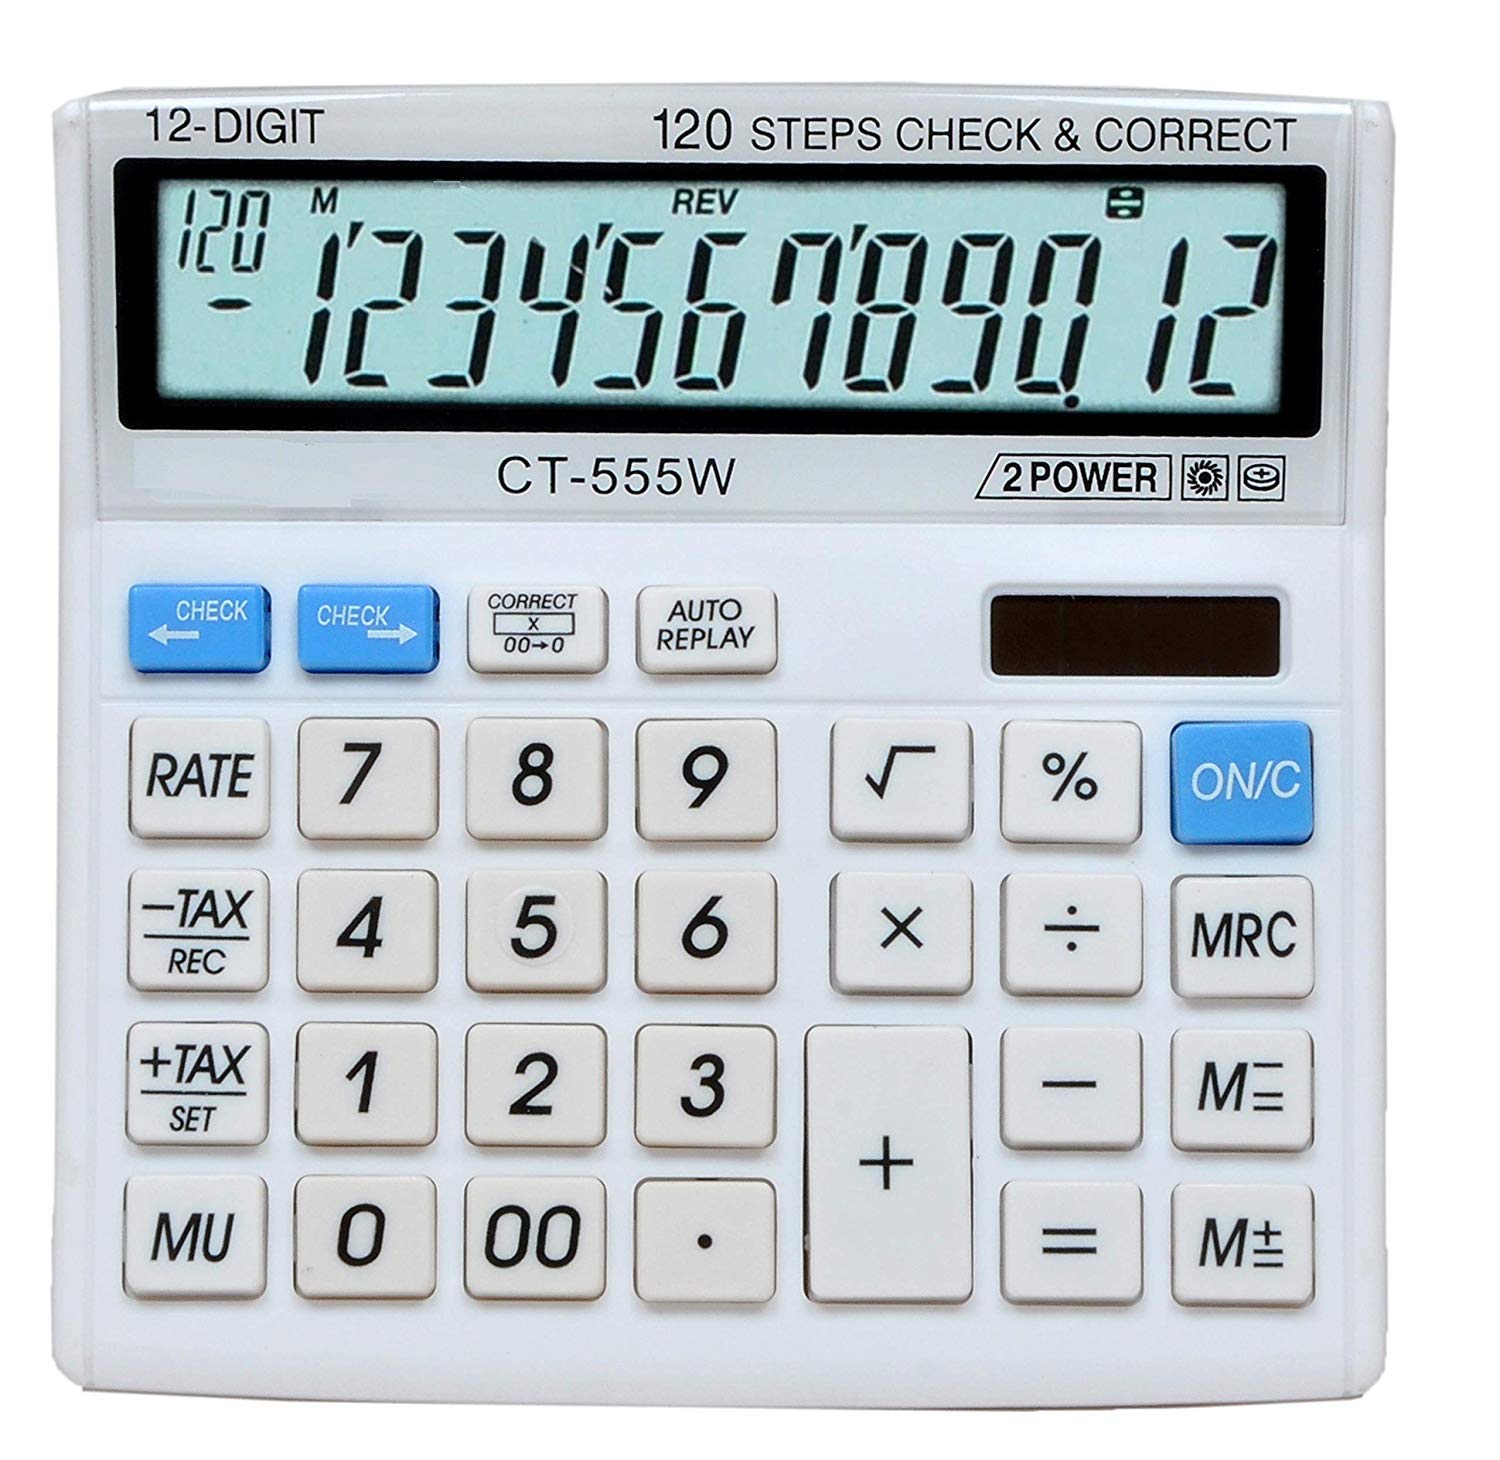 12-DIGIT 120 STEPS CHECK & CORRECT
120 M REV ÷
- 1'234'567'890.12
CT-555W 2 POWER
CHECK ← CHECK → CORRECT X 00→0 AUTO REPLAY
RATE 7 8 9 √ % ON/C
-TAX REC 4 5 6 × ÷ MRC
+TAX SET 1 2 3 + - M=
MU 0 00 . = M±